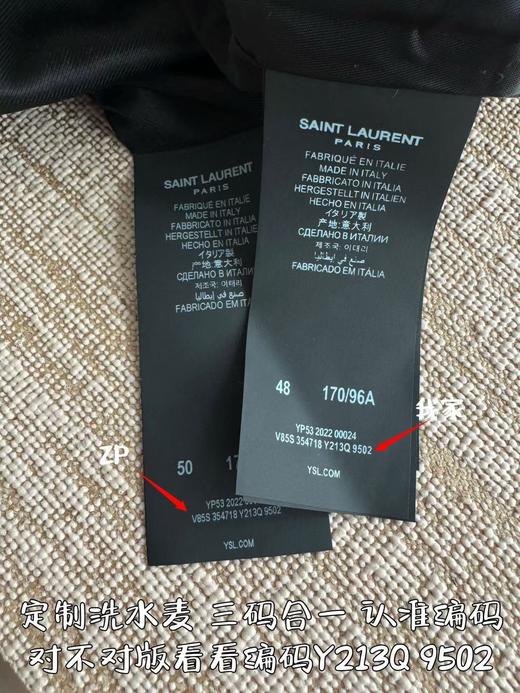 SAINT LAURENT
PARIS
FABRIQUÉ EN ITALIE
MADE IN ITALY
FABBRICATO IN ITALIA
HERGESTELLT IN ITALIEN
HECHO EN ITALIA
イタリア製
产地:意大利
СДЕЛАНО В ИТАЛИИ
제조국: 이태리
صنع في إيطاليا
FABRICADO EM ITÁLIA
50 17
YP53 2022 00
V85S 354718 Y213Q 9502
YSL.COM
ZP
SAINT LAURENT
PARIS
FABRIQUÉ EN ITALIE
MADE IN ITALY
FABBRICATO IN ITALIA
HERGESTELLT IN ITALIEN
HECHO EN ITALIA
イタリア製
产地:意大利
СДЕЛАНО В ИТАЛИИ
제조국: 이태리
صنع في إيطاليا
FABRICADO EM ITÁLIA
48 170/96A
YP53 2022 00024
V85S 354718 Y213Q 9502
YSL.COM
我家
定制洗水麦 三码合一 认准编码
对不对版看看编码Y213Q 9502